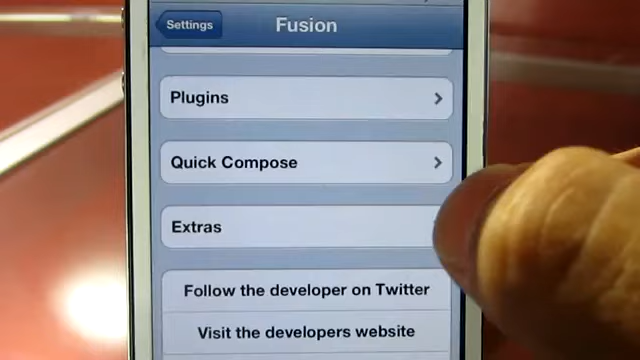 Settings
Fusion
Plugins
Quick Compose
Extras
Follow the developer on Twitter
Visit the developers website